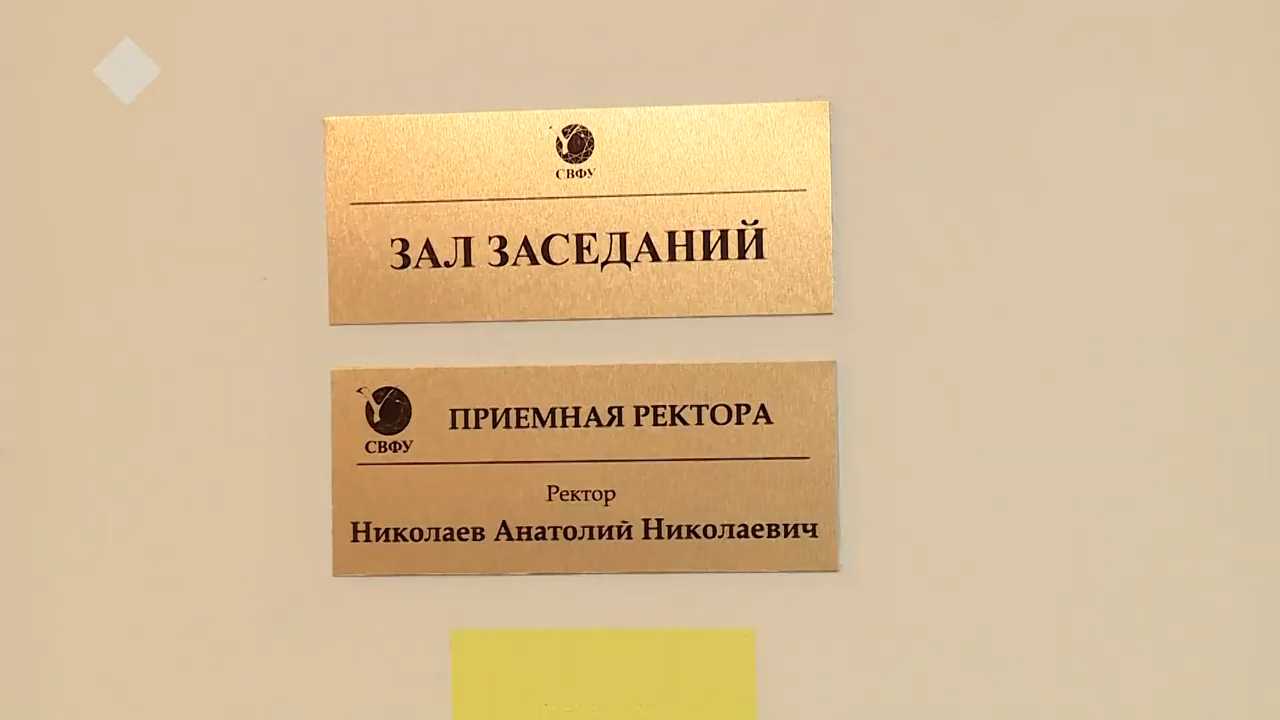 СВФУ
ЗАЛ ЗАСЕДАНИЙ
СВФУ
ПРИЕМНАЯ РЕКТОРА
Ректор
Николаев Анатолий Николаевич